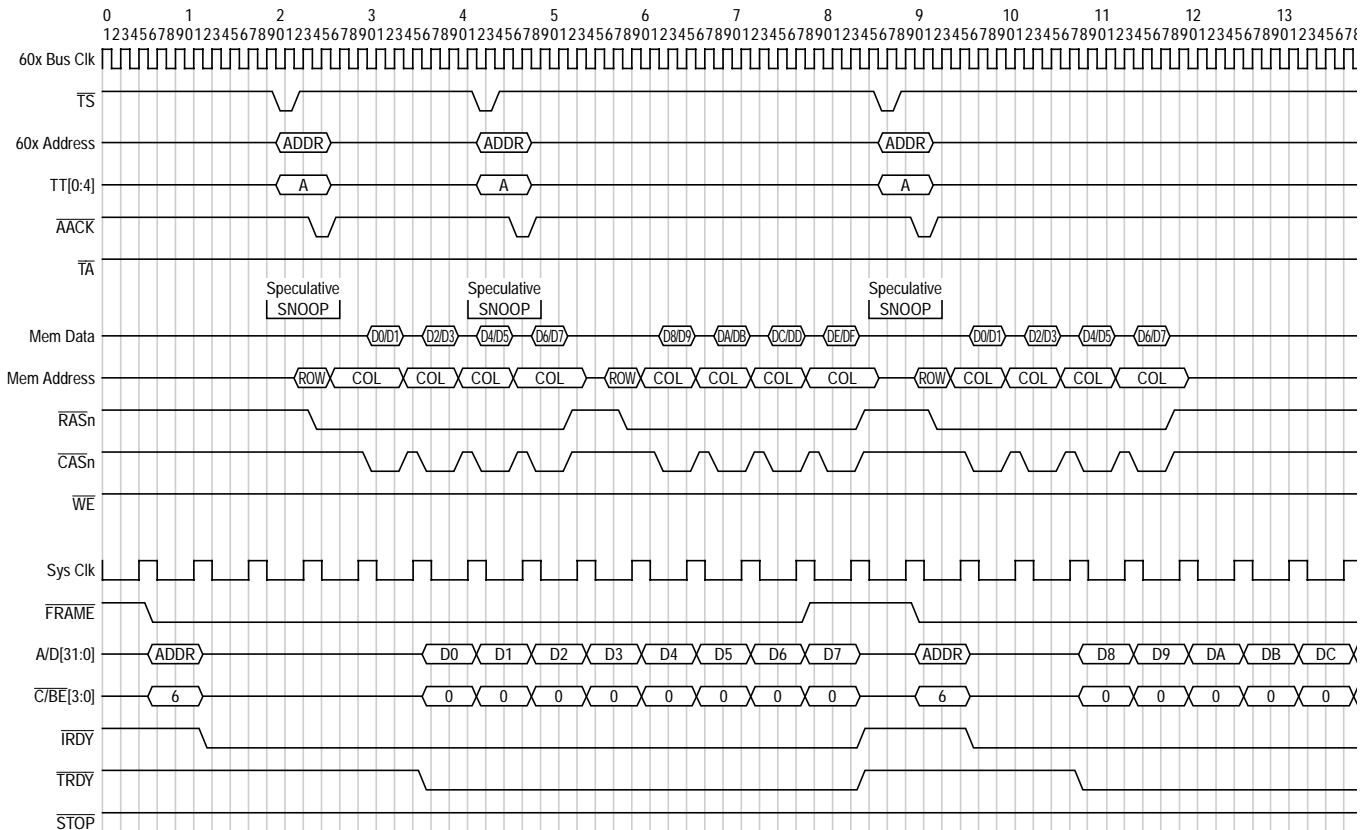 0 1 2 3 4 5 6 7 8 9 10 11 12 13
123456789012345678901234567890123456789012345678901234567890123456789012345678901234567890123456789012345678901234567890123456789012345678
60x Bus Clk
TS
60x Address ADDR ADDR ADDR
TT[0:4] A A A
AACK
TA
Speculative Speculative Speculative
SNOOP SNOOP SNOOP
Mem Data D0/D1 D2/D3 D4/D5 D6/D7 D8/D9 DA/DB DC/DD DE/DF D0/D1 D2/D3 D4/D5 D6/D7
Mem Address ROW COL COL COL COL ROW COL COL COL COL ROW COL COL COL COL
RASn
CASn
WE
Sys Clk
FRAME
A/D[31:0] ADDR D0 D1 D2 D3 D4 D5 D6 D7 ADDR D8 D9 DA DB DC
C/BE[3:0] 6 0 0 0 0 0 0 0 0 6 0 0 0 0 0
IRDY
TRDY
STOP